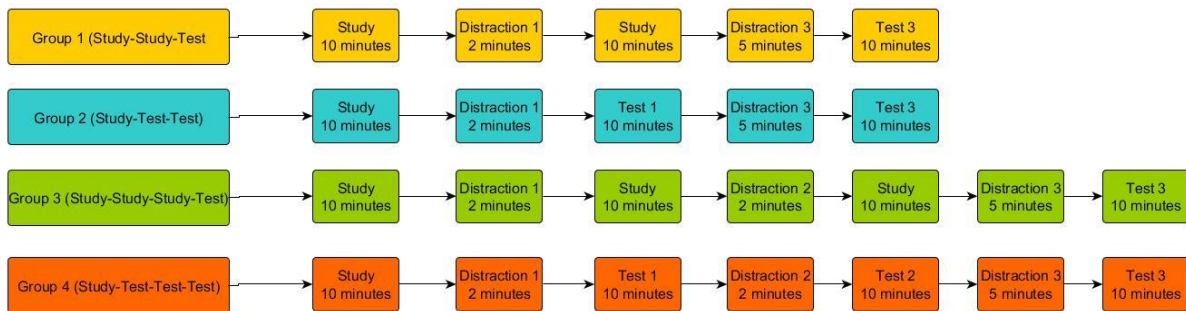 Group 1 (Study-Study-Test
Study
10 minutes
Distraction 1
2 minutes
Study
10 minutes
Distraction 3
5 minutes
Test 3
10 minutes
Group 2 (Study-Test-Test)
Study
10 minutes
Distraction 1
2 minutes
Test 1
10 minutes
Distraction 3
5 minutes
Test 3
10 minutes
Group 3 (Study-Study-Study-Test)
Study
10 minutes
Distraction 1
2 minutes
Study
10 minutes
Distraction 2
2 minutes
Study
10 minutes
Distraction 3
5 minutes
Test 3
10 minutes
Group 4 (Study-Test-Test-Test)
Study
10 minutes
Distraction 1
2 minutes
Test 1
10 minutes
Distraction 2
2 minutes
Test 2
10 minutes
Distraction 3
5 minutes
Test 3
10 minutes